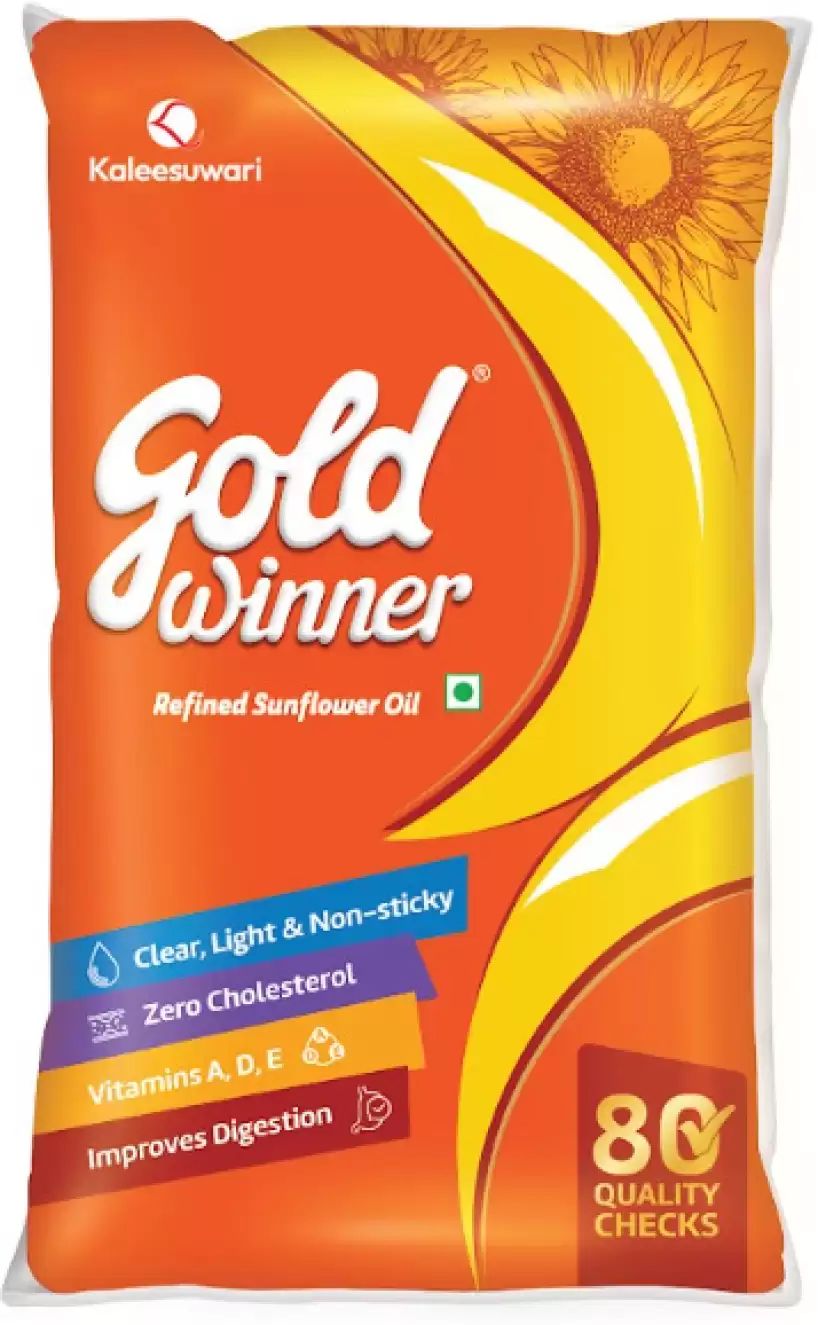 Kaleesuwari
Gold®
Winner
Refined Sunflower Oil
Clear, Light & Non-sticky
Zero Cholesterol
Vitamins A, D, E
A
D E
Improves Digestion
80
QUALITY
CHECKS